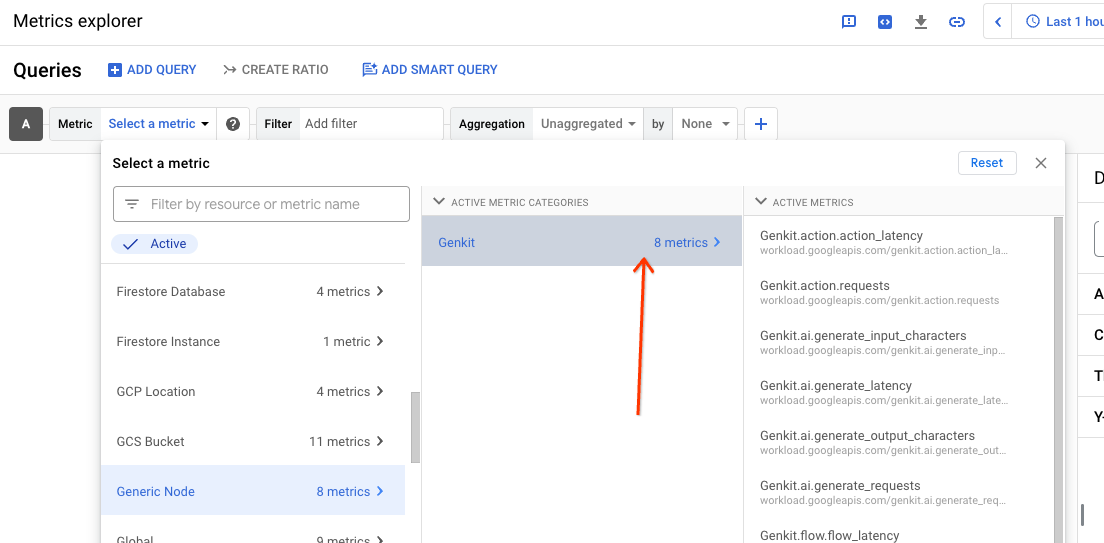 Metrics explorer
Last 1 hou
Queries
ADD QUERY
CREATE RATIO
ADD SMART QUERY
A
Metric
Select a metric
Filter
Add filter
Aggregation
Unaggregated
by
None
Select a metric
Reset
Filter by resource or metric name
Active
Firestore Database 4 metrics
Firestore Instance 1 metric
GCP Location 4 metrics
GCS Bucket 11 metrics
Generic Node 8 metrics
Global 9 metrics
ACTIVE METRIC CATEGORIES
Genkit 8 metrics
ACTIVE METRICS
Genkit.action.action_latency
workload.googleapis.com/genkit.action.action_la...
Genkit.action.requests
workload.googleapis.com/genkit.action.requests
Genkit.ai.generate_input_characters
workload.googleapis.com/genkit.ai.generate_inp...
Genkit.ai.generate_latency
workload.googleapis.com/genkit.ai.generate_late...
Genkit.ai.generate_output_characters
workload.googleapis.com/genkit.ai.generate_out...
Genkit.ai.generate_requests
workload.googleapis.com/genkit.ai.generate_req...
Genkit.flow.flow_latency
D
A
C
Y-